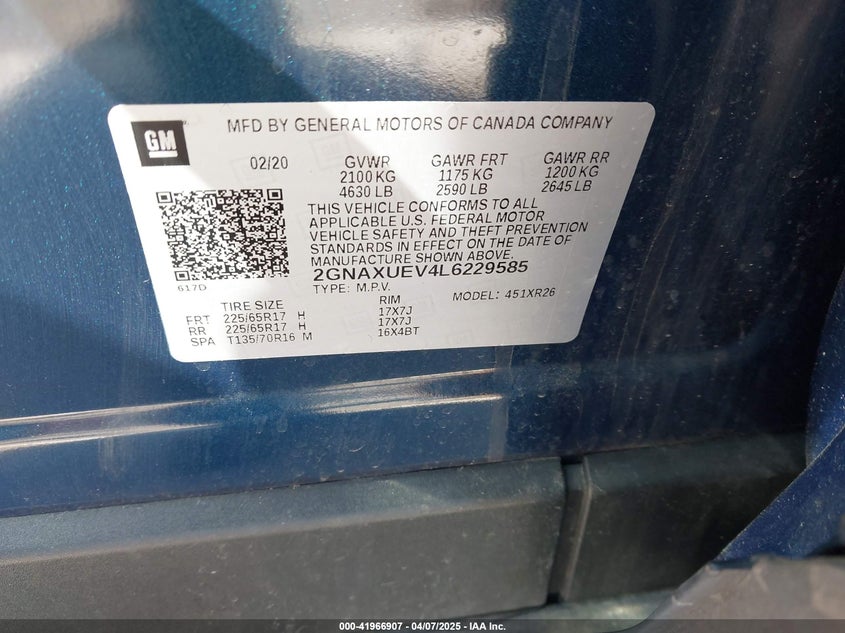 GM
MFD BY GENERAL MOTORS OF CANADA COMPANY
02/20 GVWR GAWR FRT GAWR RR
2100 KG 1175 KG 1200 KG
4630 LB 2590 LB 2645 LB
THIS VEHICLE CONFORMS TO ALL
APPLICABLE U.S. FEDERAL MOTOR
VEHICLE SAFETY AND THEFT PREVENTION
STANDARDS IN EFFECT ON THE DATE OF
MANUFACTURE SHOWN ABOVE.
2GNAXUEV4L6229585
617D
TYPE: M.P.V. MODEL: 451XR26
TIRE SIZE RIM
FRT 225/65R17 H 17X7J
RR 225/65R17 H 17X7J
SPA T135/70R16 M 16X4BT
000-41966907 - 04/07/2025 - IAA Inc.